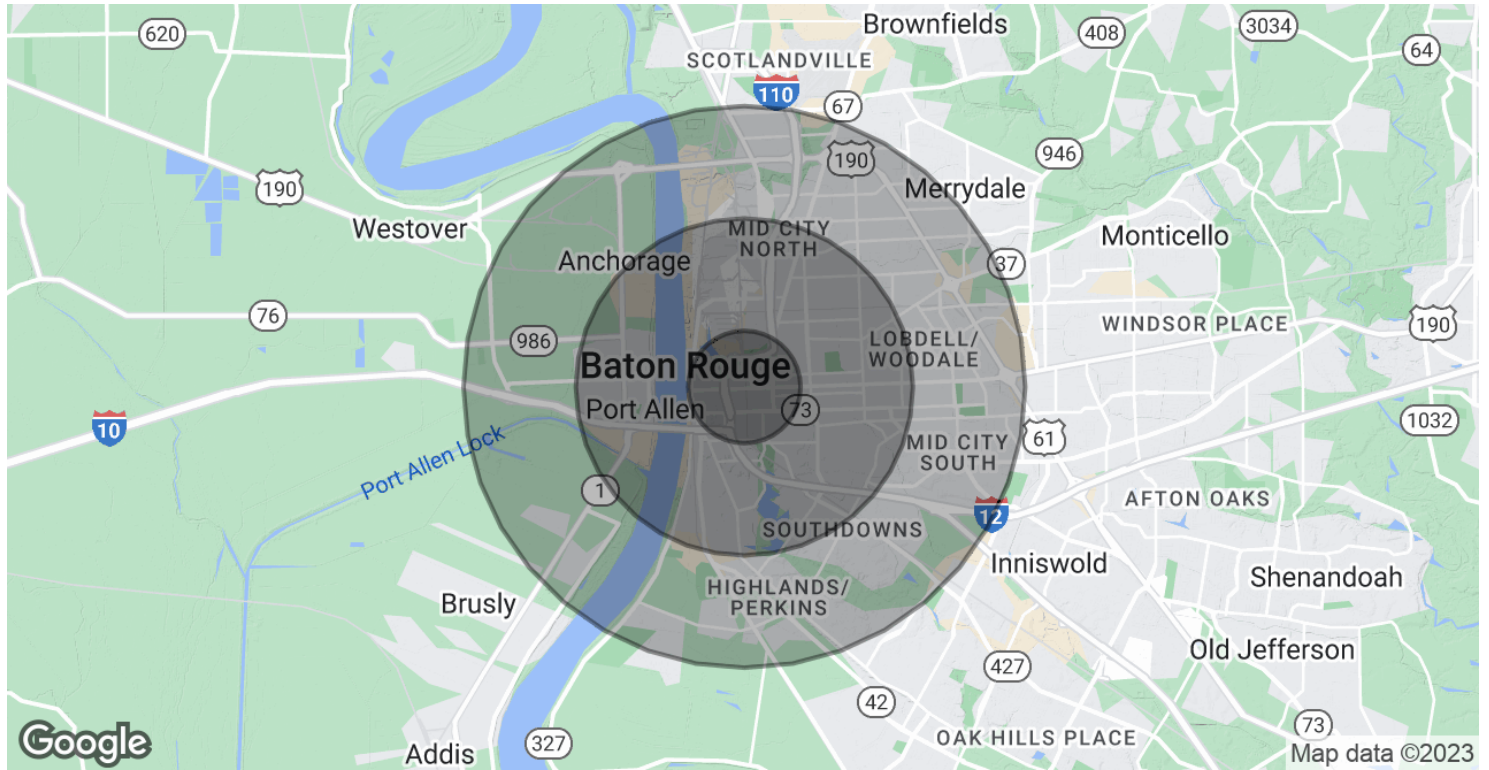 620
Brownfields
408
3034
64
SCOTLANDVILLE
110
67
946
190
190
Merrydale
Westover
MID CITY
NORTH
Monticello
Anchorage
37
76
986
WINDSOR PLACE
190
LOBDELL/
WOODALE
Baton Rouge
Port Allen
73
10
1032
61
MID CITY
SOUTH
Port Allen Lock
1
AFTON OAKS
12
SOUTHDOWNS
Inniswold
Shenandoah
HIGHLANDS/
PERKINS
Brusly
Old Jefferson
427
42
73
OAK HILLS PLACE
327
Addis
Google
Map data ©2023